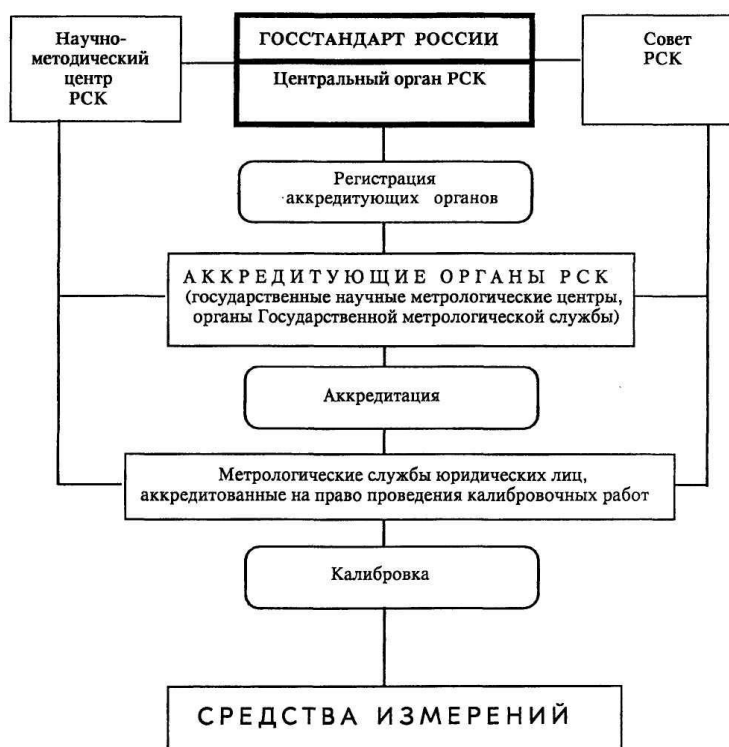 Научно-
методический
центр
РСК
ГОССТАНДАРТ РОССИИ
Центральный орган РСК
Совет
РСК
Регистрация
аккредитующих органов
АККРЕДИТУЮЩИЕ ОРГАНЫ РСК
(государственные научные метрологические центры,
органы Государственной метрологической службы)
Аккредитация
Метрологические службы юридических лиц,
аккредитованные на право проведения калибровочных работ
Калибровка
СРЕДСТВА ИЗМЕРЕНИЙ